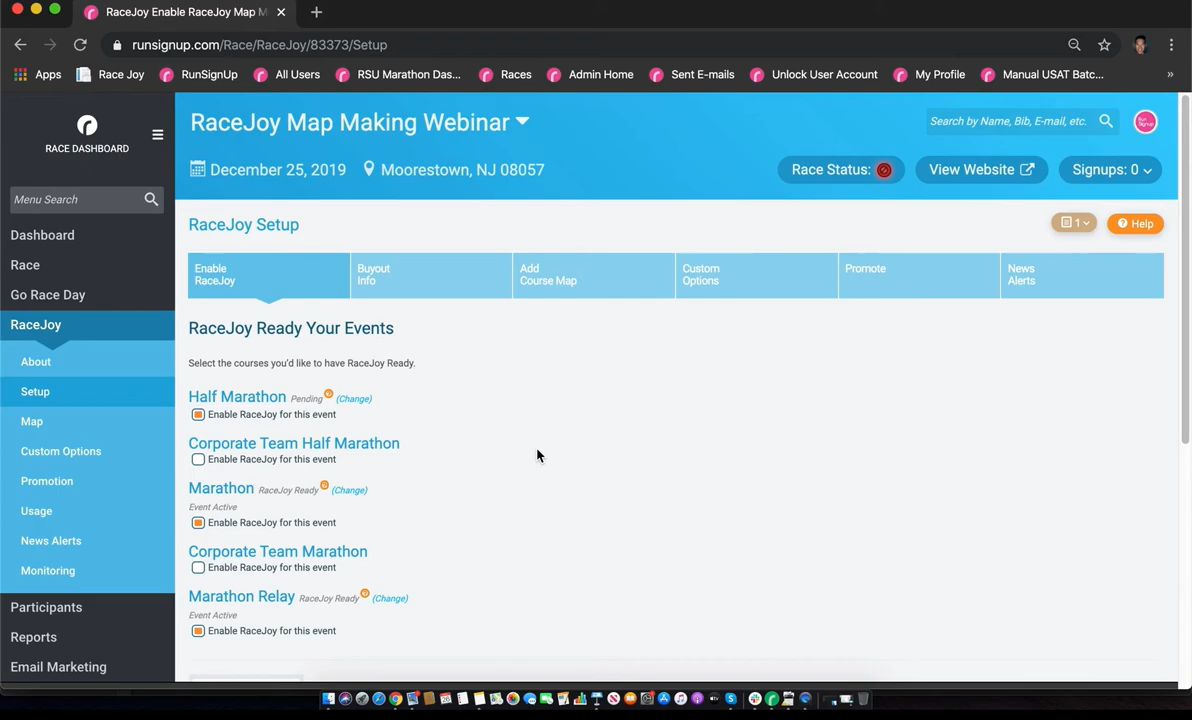 RaceJoy Enable RaceJoy Map M
runsignup.com/Race/RaceJoy/83373/Setup
Apps
Race Joy
RunSignUp
All Users
RSU Marathon Das...
Races
Admin Home
Sent E-mails
Unlock User Account
My Profile
Manual USAT Batc...
»
RACE DASHBOARD
Menu Search
Dashboard
Race
Go Race Day
RaceJoy
About
Setup
Map
Custom Options
Promotion
Usage
News Alerts
Monitoring
Participants
Reports
Email Marketing
RaceJoy Map Making Webinar
Search by Name, Bib, E-mail, etc.
December 25, 2019
Moorestown, NJ 08057
Race Status:
View Website
Signups: 0
RaceJoy Setup
1
Help
Enable
RaceJoy
Buyout
Info
Add
Course Map
Custom
Options
Promote
News
Alerts
RaceJoy Ready Your Events
Select the courses you'd like to have RaceJoy Ready.
Half Marathon Pending (Change)
Enable RaceJoy for this event
Corporate Team Half Marathon
Enable RaceJoy for this event
Marathon RaceJoy Ready (Change)
Event Active
Enable RaceJoy for this event
Corporate Team Marathon
Enable RaceJoy for this event
Marathon Relay RaceJoy Ready (Change)
Event Active
Enable RaceJoy for this event